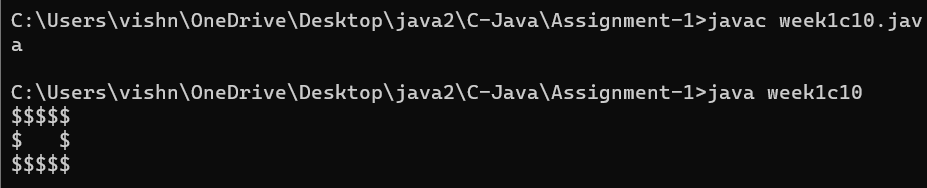 C:\Users\vishn\OneDrive\Desktop\java2\C-Java\Assignment-1>javac week1c10.jav
a
C:\Users\vishn\OneDrive\Desktop\java2\C-Java\Assignment-1>java week1c10
$$$$$
$   $
$$$$$